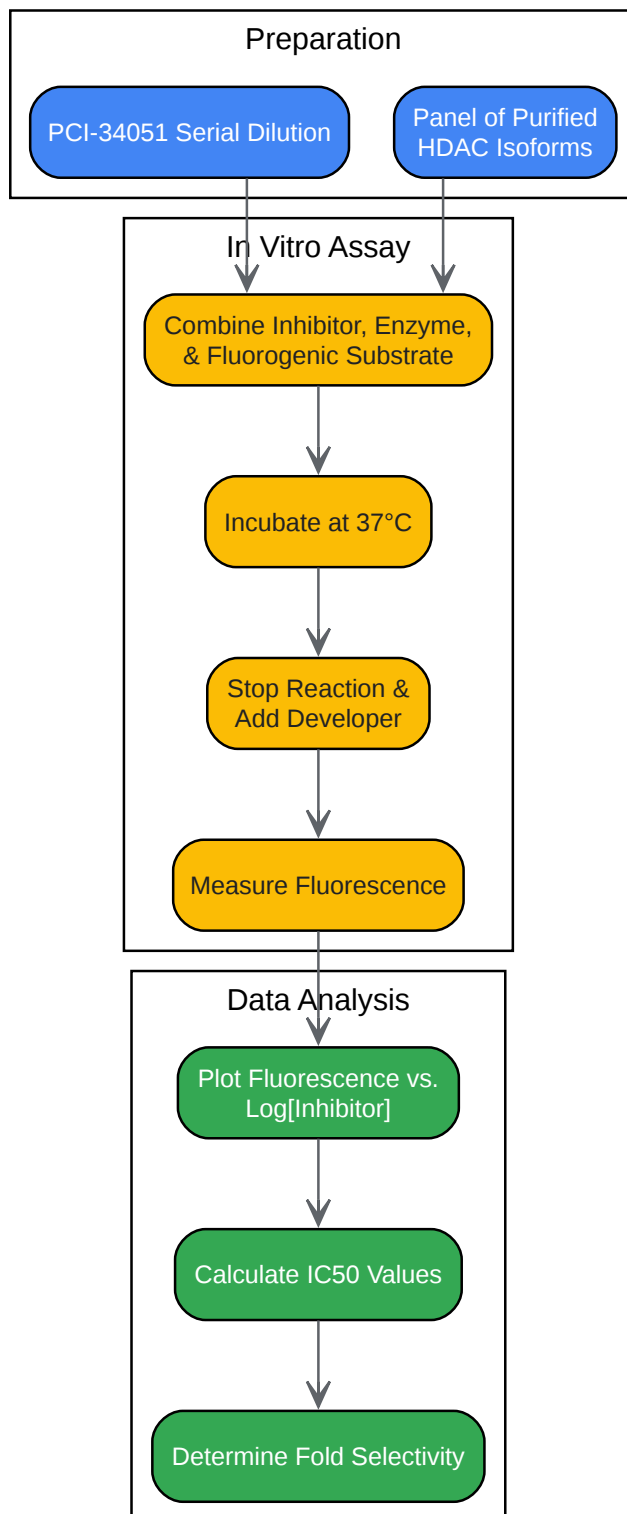 Preparation
PCI-34051 Serial Dilution
Panel of Purified
HDAC Isoforms
In Vitro Assay
Combine Inhibitor, Enzyme,
& Fluorogenic Substrate
Incubate at 37°C
Stop Reaction &
Add Developer
Measure Fluorescence
Data Analysis
Plot Fluorescence vs.
Log[Inhibitor]
Calculate IC50 Values
Determine Fold Selectivity